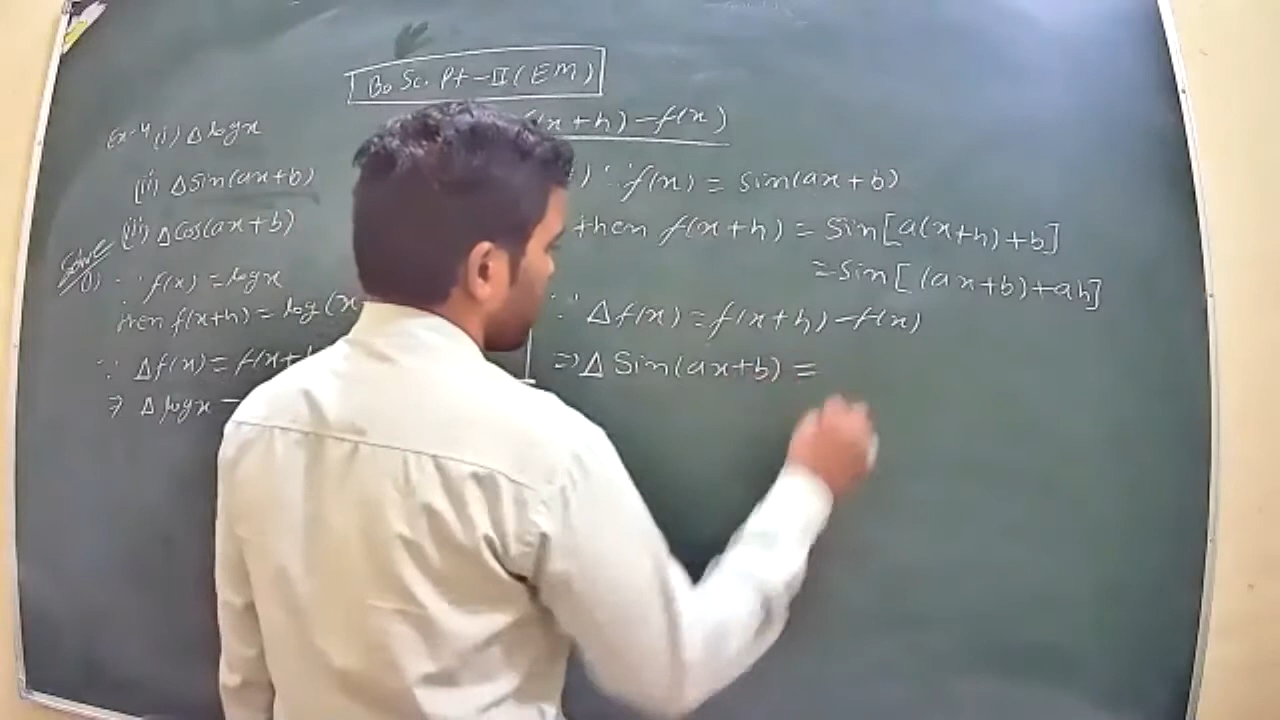 B.Sc. Pt-II (EM)
(x+h)-f(x)
Ex-4 (i) Δ log x
(ii) Δ Sin(ax+b)
(iii) Δ Cos(ax+b)
Solve
(i) ∵ f(x) = log x
then f(x+h) = log (x
∵ Δf(x) = f(x+h
⇒ Δ log x =
) ∵ f(x) = Sin(ax+b)
then f(x+h) = Sin[a(x+h)+b]
= Sin[(ax+b)+ah]
∵ Δf(x) = f(x+h)-f(x)
⇒ Δ Sin(ax+b) =